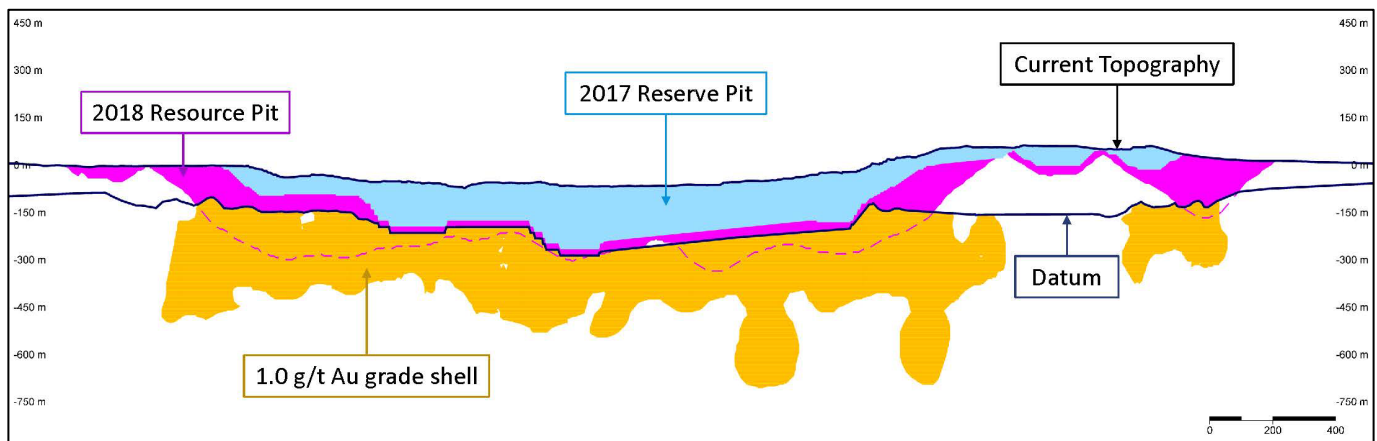 450 m
450 m
300 m
300 m
Current Topography
2017 Reserve Pit
2018 Resource Pit
150 m
150 m
0 m
0 m
-150 m
-150 m
-300 m
-300 m
Datum
-450 m
-450 m
1.0 g/t Au grade shell
-600 m
-600 m
-750 m
-750 m
0 200 400